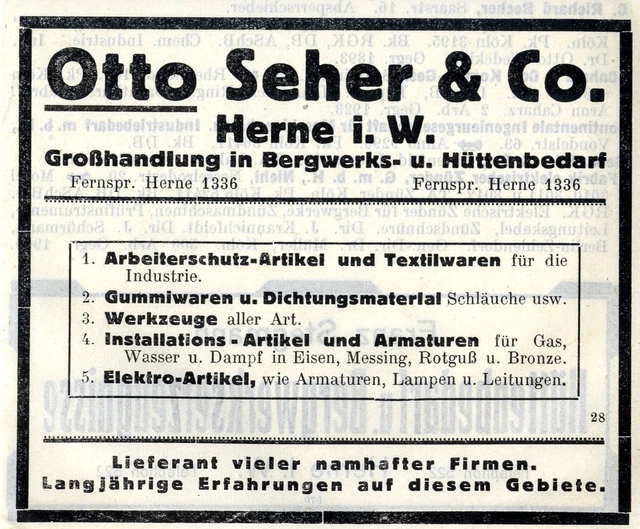 Otto Seher & Co.
Herne i. W.
Großhandlung in Bergwerks- u. Hüttenbedarf
Fernspr. Herne 1336 Fernspr. Herne 1336
1. Arbeiterschutz-Artikel und Textilwaren für die
Industrie.
2. Gummiwaren u. Dichtungsmaterial Schläuche usw.
3. Werkzeuge aller Art.
4. Installations-Artikel und Armaturen für Gas,
Wasser u. Dampf in Eisen, Messing, Rotguß u. Bronze.
5. Elektro-Artikel, wie Armaturen, Lampen u. Leitungen.
28
Lieferant vieler namhafter Firmen.
Langjährige Erfahrungen auf diesem Gebiete.